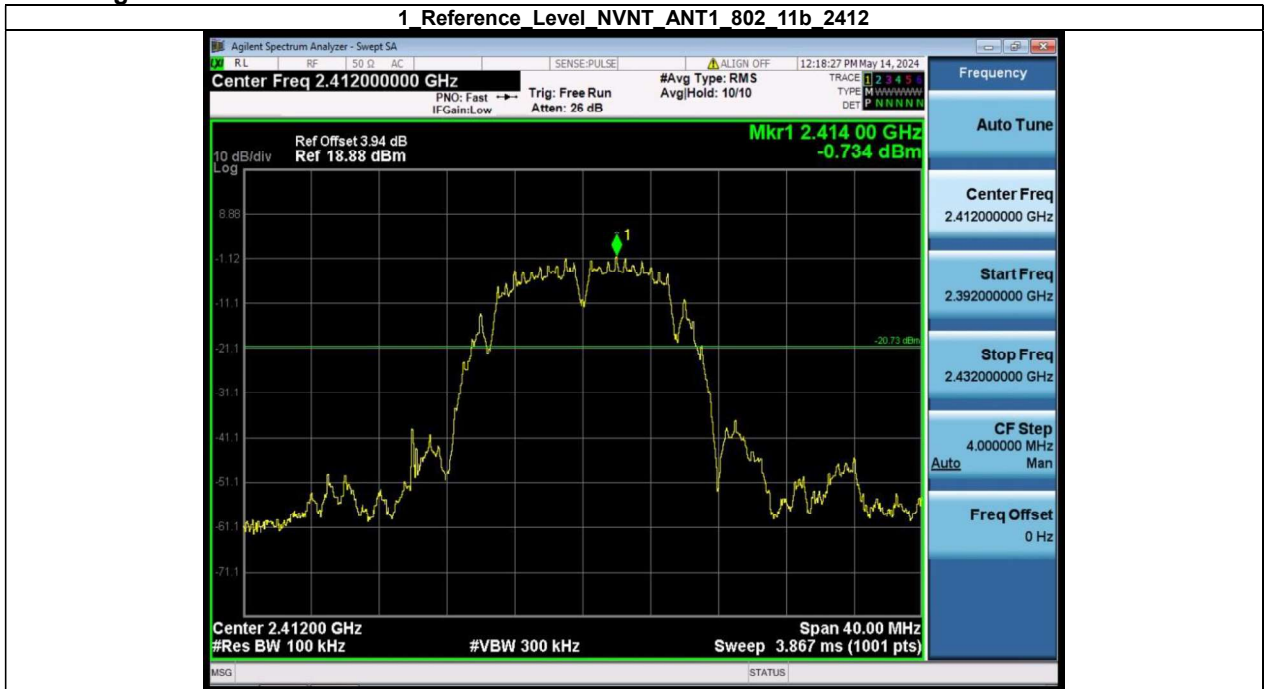 1_Reference_Level_NVNT_ANT1_802_11b_2412
Agilent Spectrum Analyzer - Swept SA
RL RF 50 Ω AC SENSE:PULSE ALIGN OFF 12:18:27 PM May 14, 2024
Center Freq 2.412000000 GHz
PNO: Fast
IFGain:Low
Trig: Free Run
Atten: 26 dB
#Avg Type: RMS
Avg|Hold: 10/10
TRACE 1 2 3 4 5 6
TYPE M WWWWW
DET P N N N N N
Mkr1 2.414 00 GHz
-0.734 dBm
Ref Offset 3.94 dB
10 dB/div Ref 18.88 dBm
Log
8.88
1
-1.12
-11.1
-20.73 dBm
-21.1
-31.1
-41.1
-51.1
-61.1
-71.1
Center 2.41200 GHz Span 40.00 MHz
#Res BW 100 kHz #VBW 300 kHz Sweep 3.867 ms (1001 pts)
MSG STATUS
Frequency
Auto Tune
Center Freq
2.412000000 GHz
Start Freq
2.392000000 GHz
Stop Freq
2.432000000 GHz
CF Step
4.000000 MHz
Auto Man
Freq Offset
0 Hz